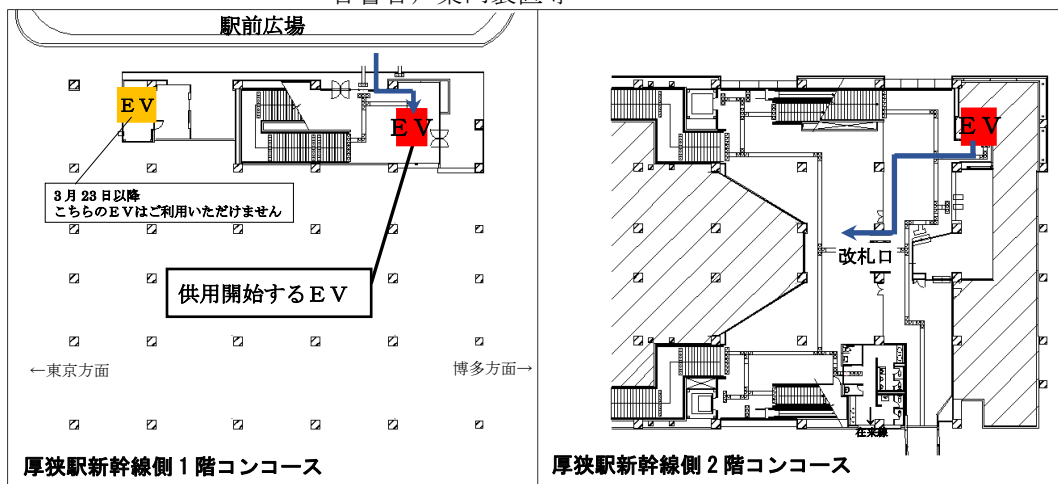 駅前広場
EV
EV
3月23日以降
こちらのEVはご利用いただけません
供用開始するEV
←東京方面
博多方面→
厚狭駅新幹線側1階コンコース
EV
改札口
在来線
厚狭駅新幹線側2階コンコース